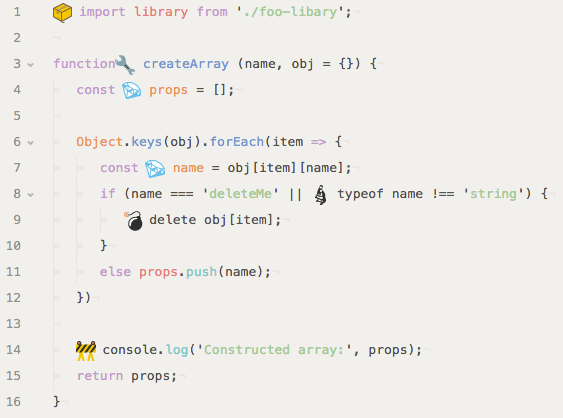 1 import library from './foo-libary';
2
3 function createArray (name, obj = {}) {
4 const props = [];
5
6 Object.keys(obj).forEach(item => {
7 const name = obj[item][name];
8 if (name === 'deleteMe' || typeof name !== 'string') {
9 delete obj[item];
10 }
11 else props.push(name);
12 })
13
14 console.log('Constructed array:', props);
15 return props;
16 }